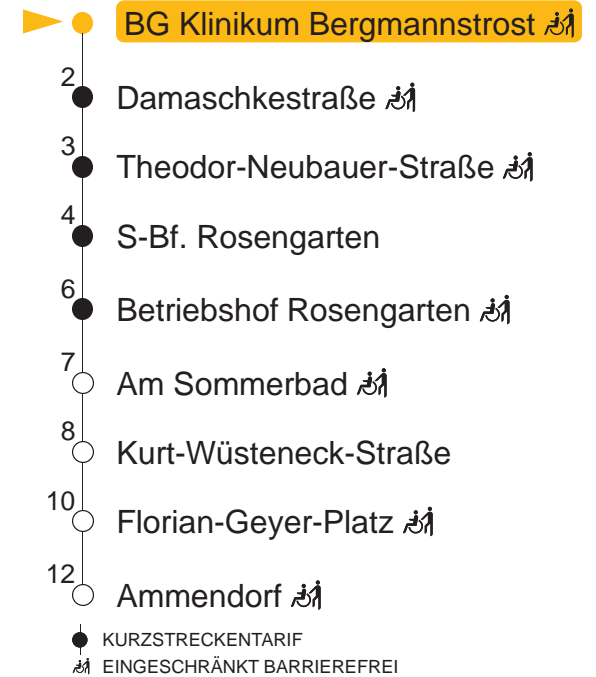 BG Klinikum Bergmannstrost
2
Damaschkestraße
3
Theodor-Neubauer-Straße
4
S-Bf. Rosengarten
6
Betriebshof Rosengarten
7
Am Sommerbad
8
Kurt-Wüsteneck-Straße
10
Florian-Geyer-Platz
12
Ammendorf
KURZSTRECKENTARIF
EINGESCHRÄNKT BARRIEREFREI